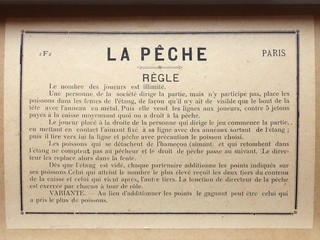 2F2
LA PÊCHE
PARIS
RÈGLE
Le nombre des joueurs est illimité.
Une personne de la société dirige la partie, mais n'y participe pas, place les
poissons dans les fentes de l'étang, de façon qu'il n'y ait de visible que le bout de la
tête avec l'anneau en metal. Puis elle vend les lignes aux joueurs, contre 5 jetons
payés à la caisse moyennant quoi on a droit à la pêche.
Le joueur placé à la droite de la personne qui dirige le jeu commence la partie,
en mettant en contact l'aimant fixé à sa ligne avec des anneaux sortant de l'étang ;
puis il tire vers lui la ligne et pêche avec précaution le poisson choisi.
Les poissons qui se détachent de l'hameçon (aimant) et qui retombent dans
l'étang ne comptent pas au pêcheur et le droit de pêche passe au suivant. Le direc-
teur les replace alors dans la fente.
Dès que l'étang est vidé, chaque partenaire additionne les points indiqués sur
ses poissons. Celui qui atteint le nombre le plus élevé reçoit les deux tiers du contenu
de la caisse et celui qui vient après, l'autre tiers. La fonction de directeur de la pêche
est exercée par chacun à tour de rôle.
VARIANTE. — Au lieu d'additionner les points le gagnant peut être celui qui
a pris le plus de poissons.